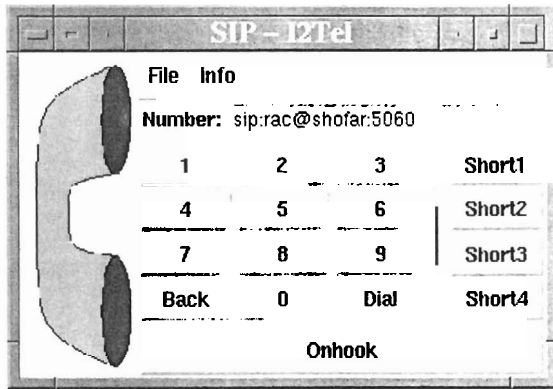 SIP – I2Tel
File Info
Number: sip:rac@shofar:5060
1 2 3 Short1
4 5 6 Short2
7 8 9 Short3
Back 0 Dial Short4
Onhook